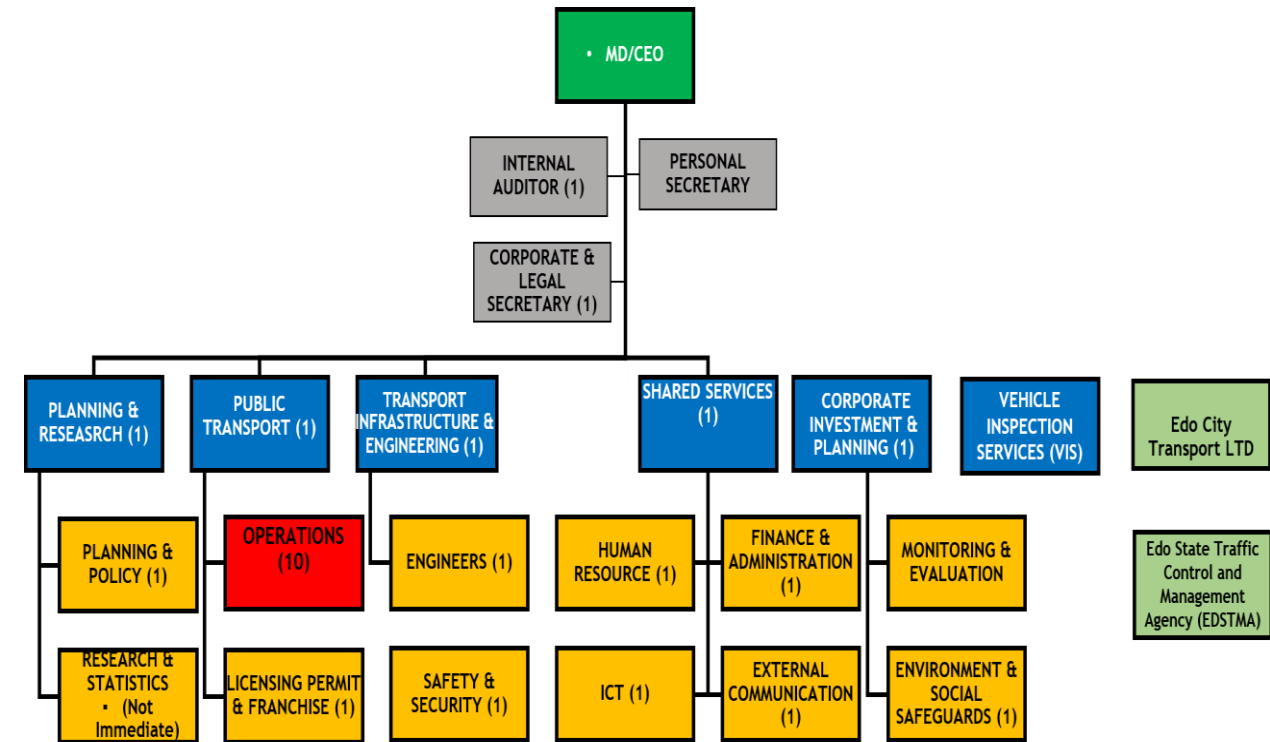 • MD/CEO
INTERNAL
AUDITOR (1)
PERSONAL
SECRETARY
CORPORATE &
LEGAL
SECRETARY (1)
PLANNING &
RESEASRCH (1)
PUBLIC
TRANSPORT (1)
TRANSPORT
INFRASTRUCTURE &
ENGINEERING (1)
SHARED SERVICES
(1)
CORPORATE
INVESTMENT &
PLANNING (1)
VEHICLE
INSPECTION
SERVICES (VIS)
Edo City
Transport LTD
PLANNING &
POLICY (1)
OPERATIONS
(10)
ENGINEERS (1)
HUMAN
RESOURCE (1)
FINANCE &
ADMINISTRATION
(1)
MONITORING &
EVALUATION
Edo State Traffic
Control and
Management
Agency (EDSTMA)
RESEARCH &
STATISTICS
▪ (Not
Immediate)
LICENSING PERMIT
& FRANCHISE (1)
SAFETY &
SECURITY (1)
ICT (1)
EXTERNAL
COMMUNICATION
(1)
ENVIRONMENT &
SOCIAL
SAFEGUARDS (1)